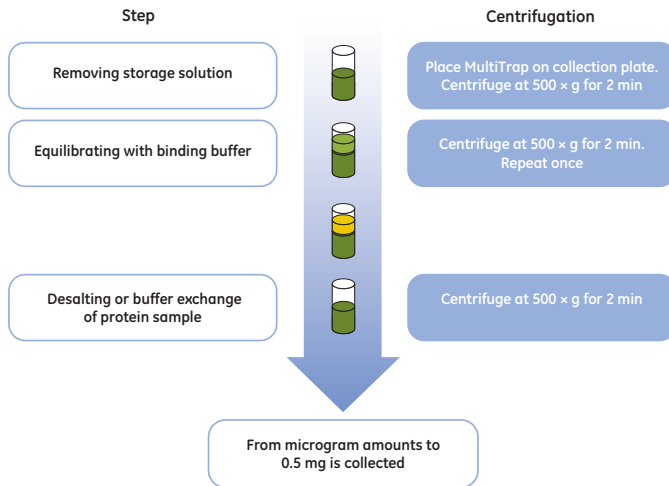 Step
Centrifugation
Removing storage solution
Place MultiTrap on collection plate.
Centrifuge at 500 × g for 2 min
Equilibrating with binding buffer
Centrifuge at 500 × g for 2 min.
Repeat once
Desalting or buffer exchange
of protein sample
Centrifuge at 500 × g for 2 min
From microgram amounts to
0.5 mg is collected